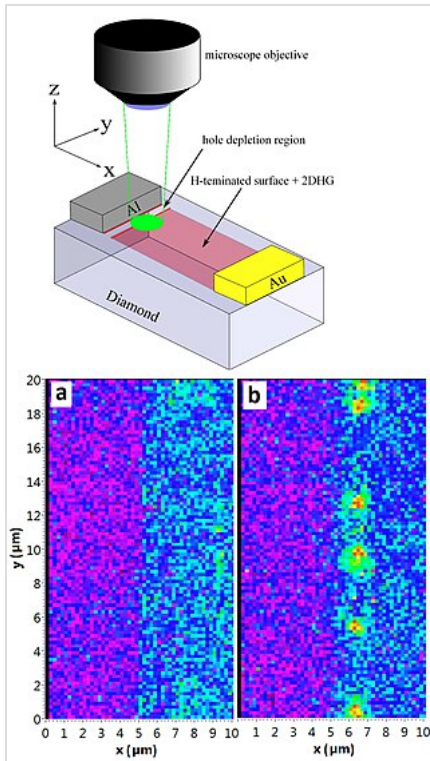 microscope objective
z
y
x
hole depletion region
H-teminated surface + 2DHG
Al
Au
Diamond
a
b
20
18
16
14
12
10
8
6
4
2
0
y (µm)
0 1 2 3 4 5 6 7 8 9 10
0 1 2 3 4 5 6 7 8 9 10
x (µm)
x (µm)